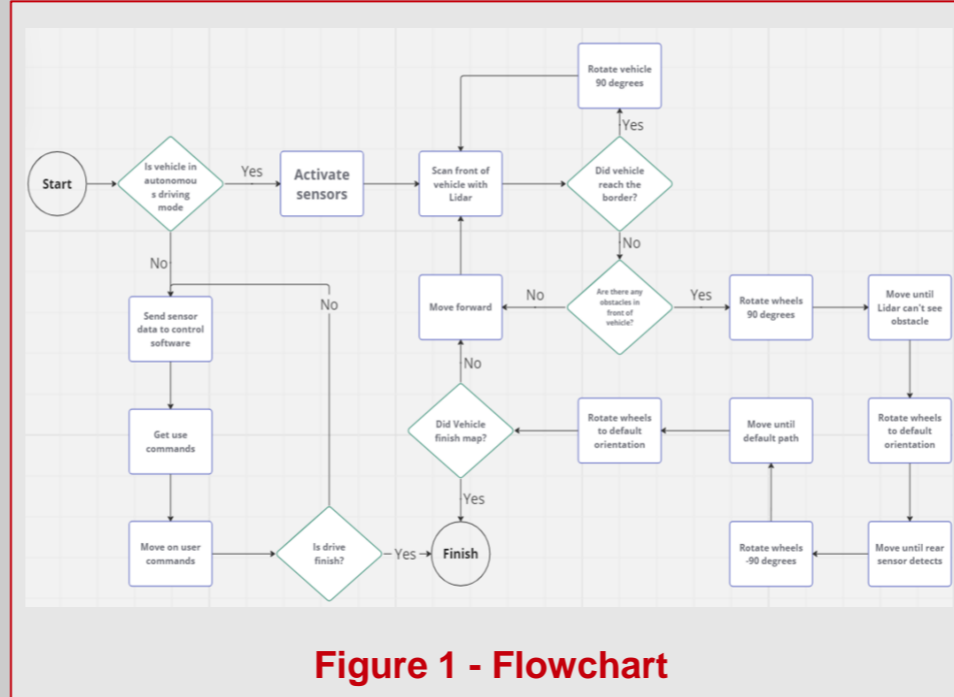 Rotate vehicle
90 degrees
Yes
Start
Is vehicle in
autonomou
s driving
mode
Yes
Activate
sensors
Scan front of
vehicle with
Lidar
Did vehicle
reach the
border?
No
No
No
Send sensor
data to control
software
Move forward
No
Are there any
obstacles in
front of
vehicle?
Yes
Rotate wheels
90 degrees
Move until
Lidar can't see
obstacle
No
Get use
commands
Did Vehicle
finish map?
Rotate wheels
to default
orientation
Move until
default path
Rotate wheels
to default
orientation
Yes
Move on user
commands
Is drive
finish?
Yes
Finish
Rotate wheels
-90 degrees
Move until rear
sensor detects
Figure 1 - Flowchart